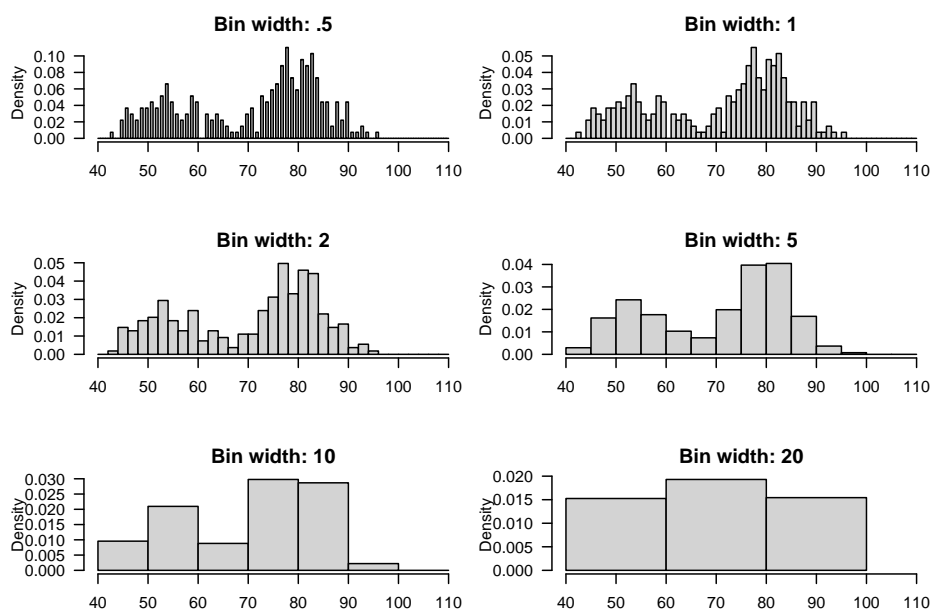 Bin width: .5
Density
0.00 0.02 0.04 0.06 0.08 0.10
40 50 60 70 80 90 100 110
Bin width: 1
Density
0.00 0.01 0.02 0.03 0.04 0.05
40 50 60 70 80 90 100 110
Bin width: 2
Density
0.00 0.01 0.02 0.03 0.04 0.05
40 50 60 70 80 90 100 110
Bin width: 5
Density
0.00 0.01 0.02 0.03 0.04
40 50 60 70 80 90 100 110
Bin width: 10
Density
0.000 0.005 0.010 0.015 0.020 0.025 0.030
40 50 60 70 80 90 100 110
Bin width: 20
Density
0.000 0.005 0.010 0.015 0.020
40 50 60 70 80 90 100 110